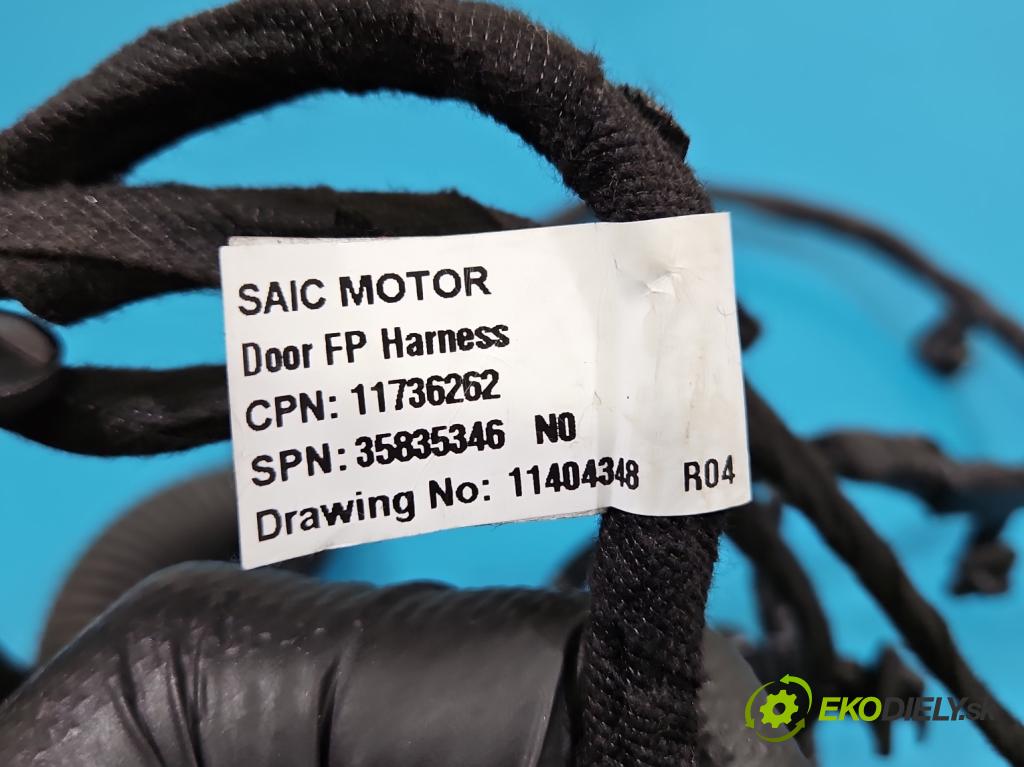 SAIC MOTOR
Door FP Harness
CPN: 11736262
SPN: 35835346 N0
Drawing No: 11404348 R04
EKODIELY.sk